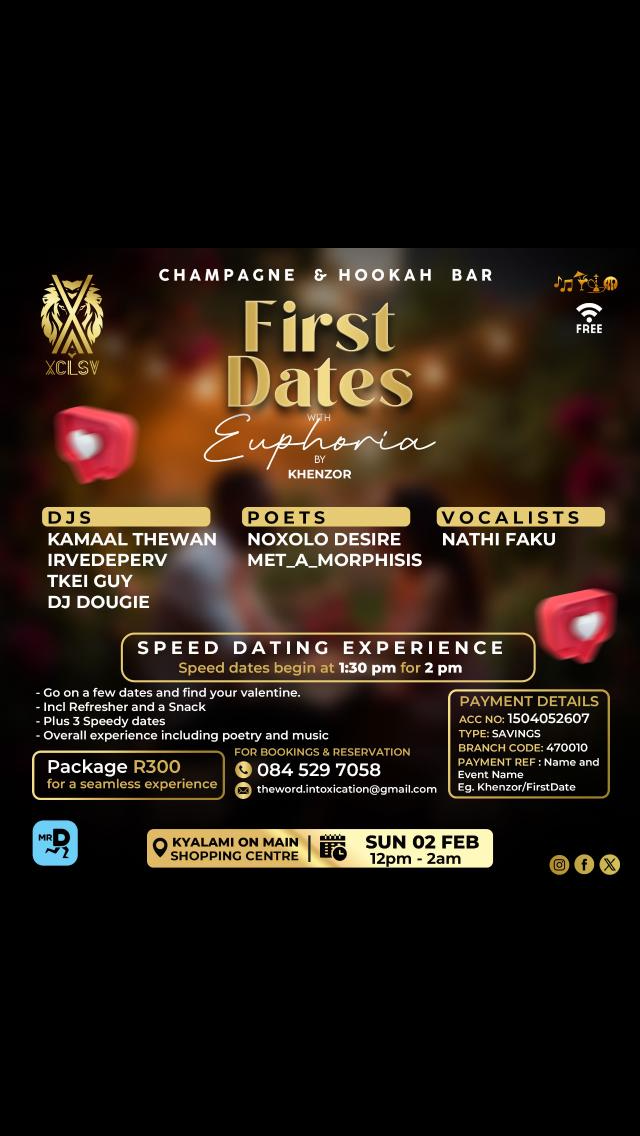 CHAMPAGNE & HOOKAH BAR
XCLSV
FREE
First
Dates
WITH
Euphoria
BY
KHENZOR
DJS
KAMAAL THEWAN
IRVEDEPERV
TKEI GUY
DJ DOUGIE
POETS
NOXOLO DESIRE
MET_A_MORPHISIS
VOCALISTS
NATHI FAKU
SPEED DATING EXPERIENCE
Speed dates begin at 1:30 pm for 2 pm
- Go on a few dates and find your valentine.
- Incl Refresher and a Snack
- Plus 3 Speedy dates
- Overall experience including poetry and music
Package R300
for a seamless experience
FOR BOOKINGS & RESERVATION
084 529 7058
theword.intoxication@gmail.com
PAYMENT DETAILS
ACC NO: 1504052607
TYPE: SAVINGS
BRANCH CODE: 470010
PAYMENT REF : Name and
Event Name
Eg. Khenzor/FirstDate
MR D
KYALAMI ON MAIN
SHOPPING CENTRE
SUN 02 FEB
12pm - 2am